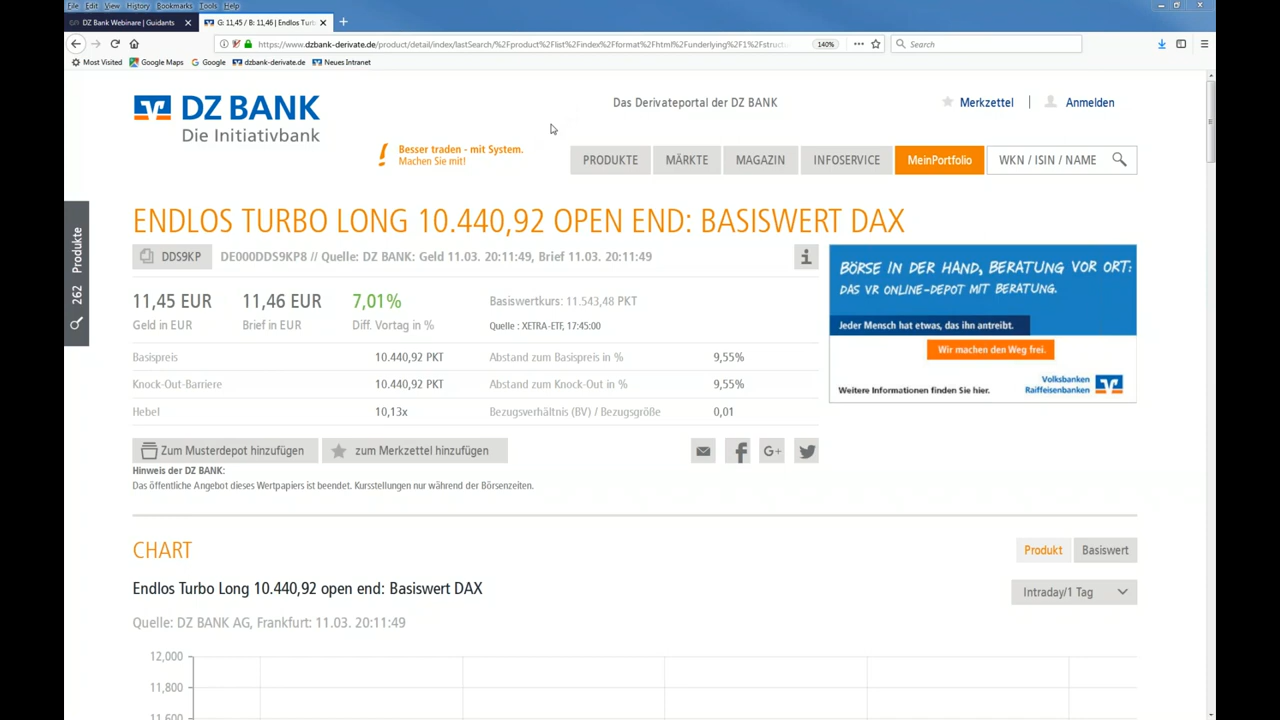 File Edit View History Bookmarks Tools Help
DZ Bank Webinare | Guidants
G: 11,45 / B: 11,46 | Endlos Turb
https://www.dzbank-derivate.de/product/detail/index/lastSearch/%2Fproduct%2Flist%2Findex%2Fformat%2Fhtml%2Funderlying%2F1%2Fstruct
140%
Search
Most Visited Google Maps Google dzbank-derivate.de Neues Intranet
DZ BANK
Die Initiativbank
Das Derivateportal der DZ BANK
Merkzettel | Anmelden
Besser traden - mit System.
Machen Sie mit!
PRODUKTE MÄRKTE MAGAZIN INFOSERVICE MeinPortfolio WKN / ISIN / NAME
262 Produkte
ENDLOS TURBO LONG 10.440,92 OPEN END: BASISWERT DAX
DDS9KP DE000DDS9KP8 // Quelle: DZ BANK: Geld 11.03. 20:11:49, Brief 11.03. 20:11:49
11,45 EUR 11,46 EUR 7,01% Basiswertkurs: 11.543,48 PKT
Geld in EUR Brief in EUR Diff. Vortag in % Quelle : XETRA-ETF, 17:45:00
Basispreis 10.440,92 PKT Abstand zum Basispreis in % 9,55%
Knock-Out-Barriere 10.440,92 PKT Abstand zum Knock-Out in % 9,55%
Hebel 10,13x Bezugsverhältnis (BV) / Bezugsgröße 0,01
BÖRSE IN DER HAND, BERATUNG VOR ORT:
DAS VR ONLINE-DEPOT MIT BERATUNG.
Jeder Mensch hat etwas, das ihn antreibt.
Wir machen den Weg frei.
Volksbanken
Raiffeisenbanken
Weitere Informationen finden Sie hier.
Zum Musterdepot hinzufügen zum Merkzettel hinzufügen
G+
Hinweis der DZ BANK:
Das öffentliche Angebot dieses Wertpapiers ist beendet. Kursstellungen nur während der Börsenzeiten.
CHART
Produkt Basiswert
Endlos Turbo Long 10.440,92 open end: Basiswert DAX
Intraday/1 Tag
Quelle: DZ BANK AG, Frankfurt: 11.03. 20:11:49
12,000
11,800
11,600